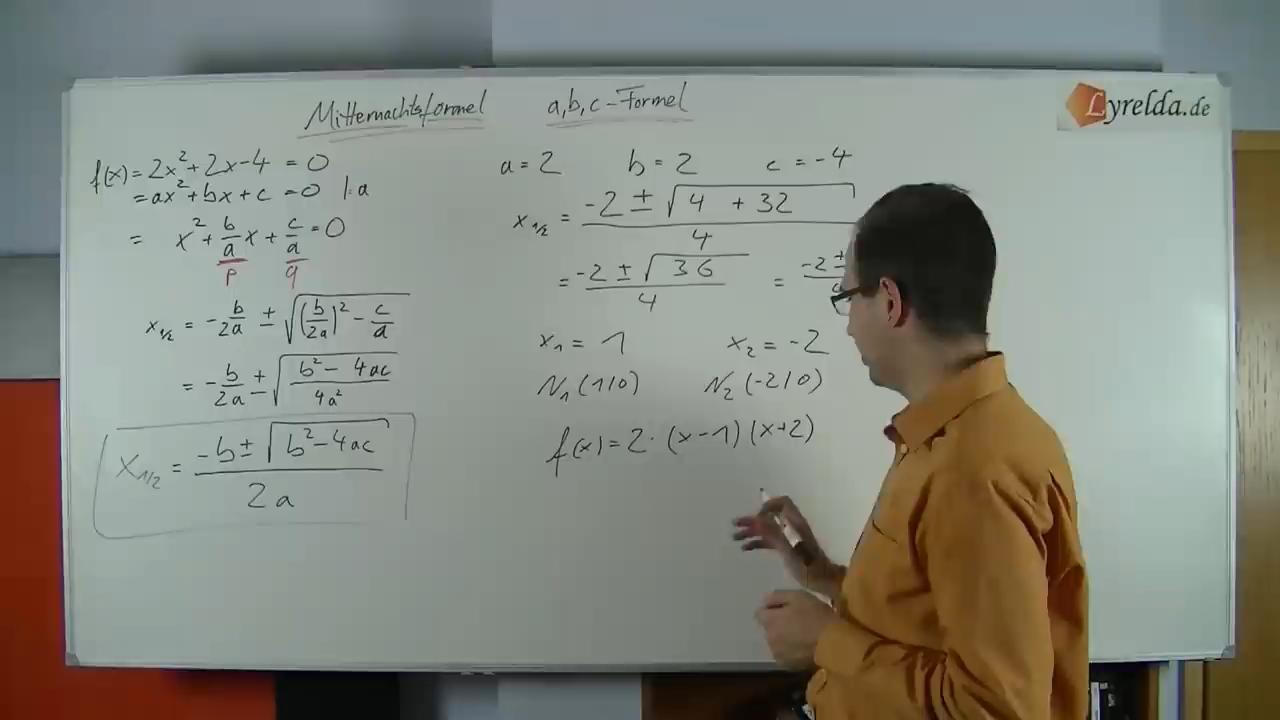 Mitternachtsformel a,b,c-Formel
Lyrelda.de
f(x) = 2x² + 2x - 4 = 0
= ax² + bx + c = 0 |:a
= x² + b/a x + c/a = 0
p q
x1/2 = -b/2a ± √((b/2a)² - c/a)
= -b/2a ± √((b² - 4ac)/4a²)
x1/2 = (-b ± √(b² - 4ac))/2a
a = 2 b = 2 c = -4
x1/2 = (-2 ± √(4 + 32))/4
= (-2 ± √36)/4 = -2 ±
x1 = 1 x2 = -2
N1 (1/0) N2 (-2/0)
f(x) = 2 · (x-1) (x+2)